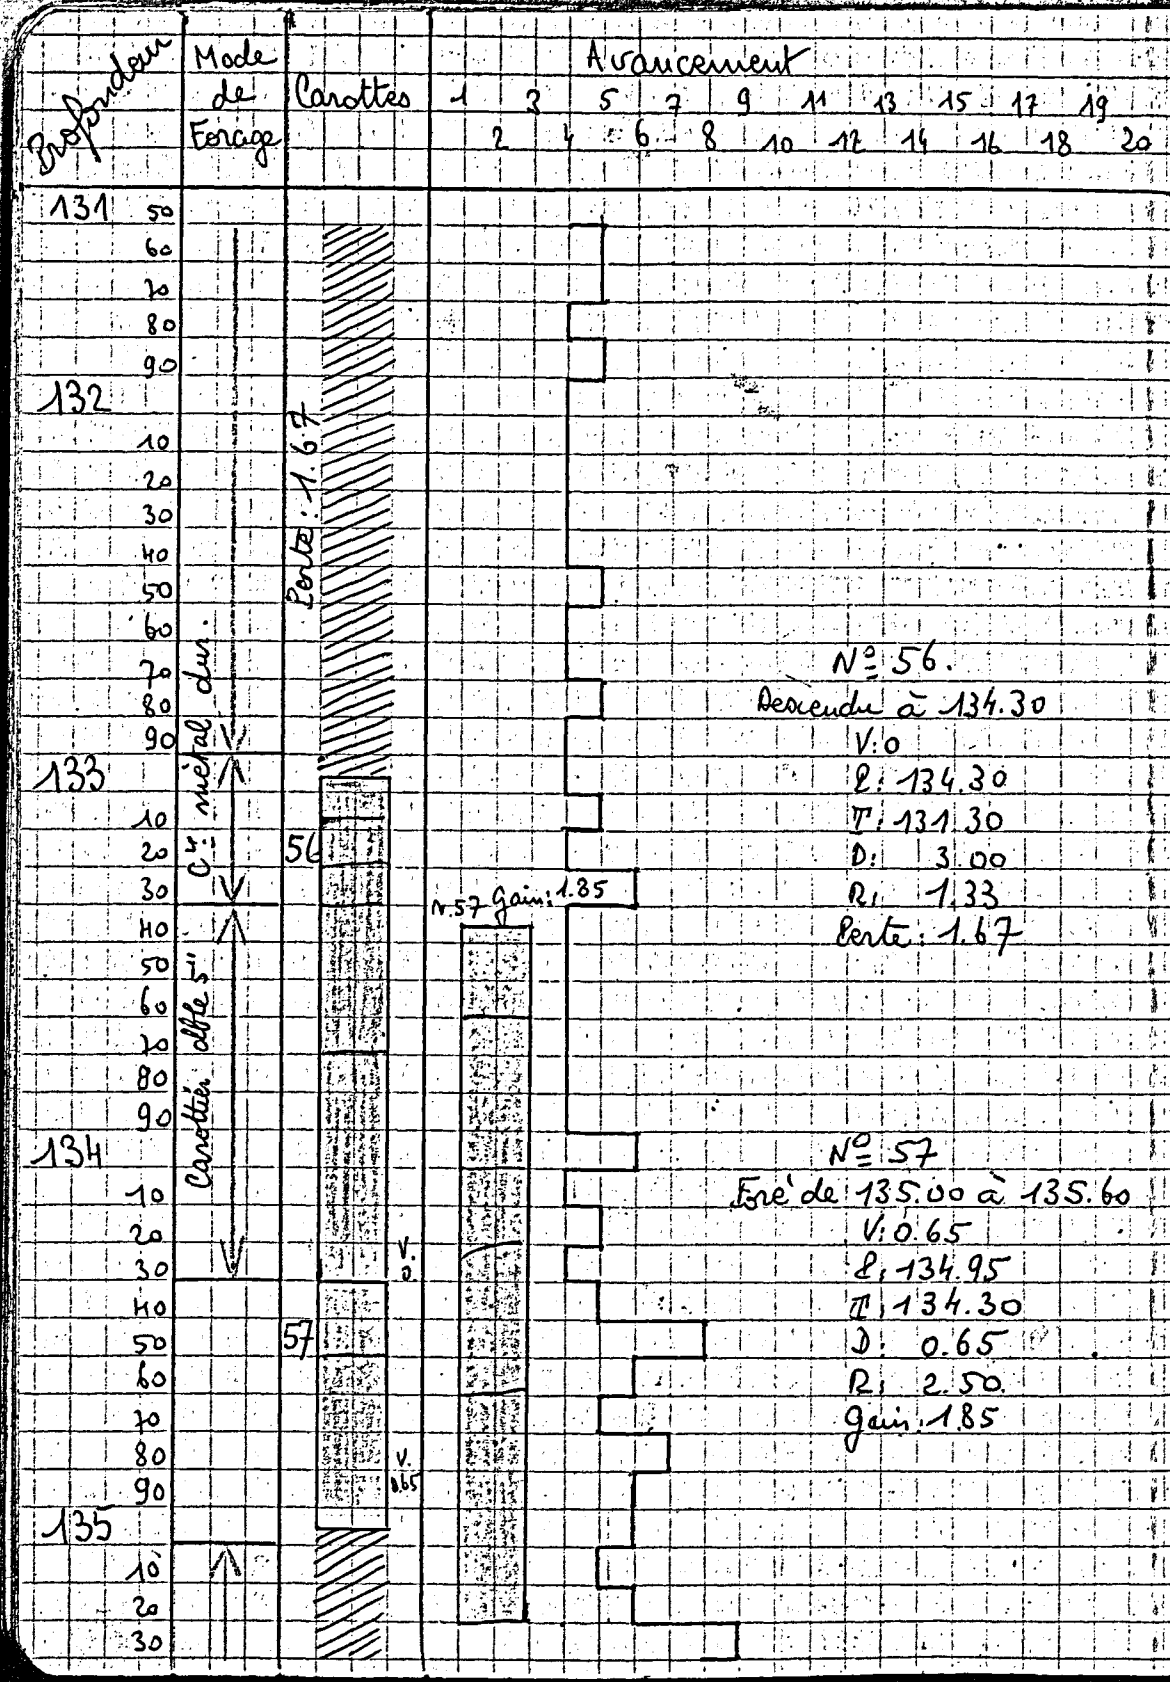 Profondeur
Mode
de
Forage
Carottes
Avancement
1 3 5 7 9 11 13 15 17 19
2 4 6 8 10 12 14 16 18 20
131 50
60
70
80
90
132
10
20
30
40
50
60
70
80
90
133
10
20
30
40
50
60
70
80
90
134
10
20
30
40
50
60
70
80
90
135
10
20
30
métal dur.
Carottier dble 5"
Perte: 1.67
56
57
V.
0
V.
0.65
N.57 Gain: 1.85
Nº 56.
Descendu à 134.30
V: 0
E: 134.30
T: 131.30
D: 3.00
R: 1.33
Perte: 1.67
Nº 57
Foré de 135.00 à 135.60
V: 0.65
E: 134.95
T: 134.30
D: 0.65
R: 2.50
Gain: 1.85